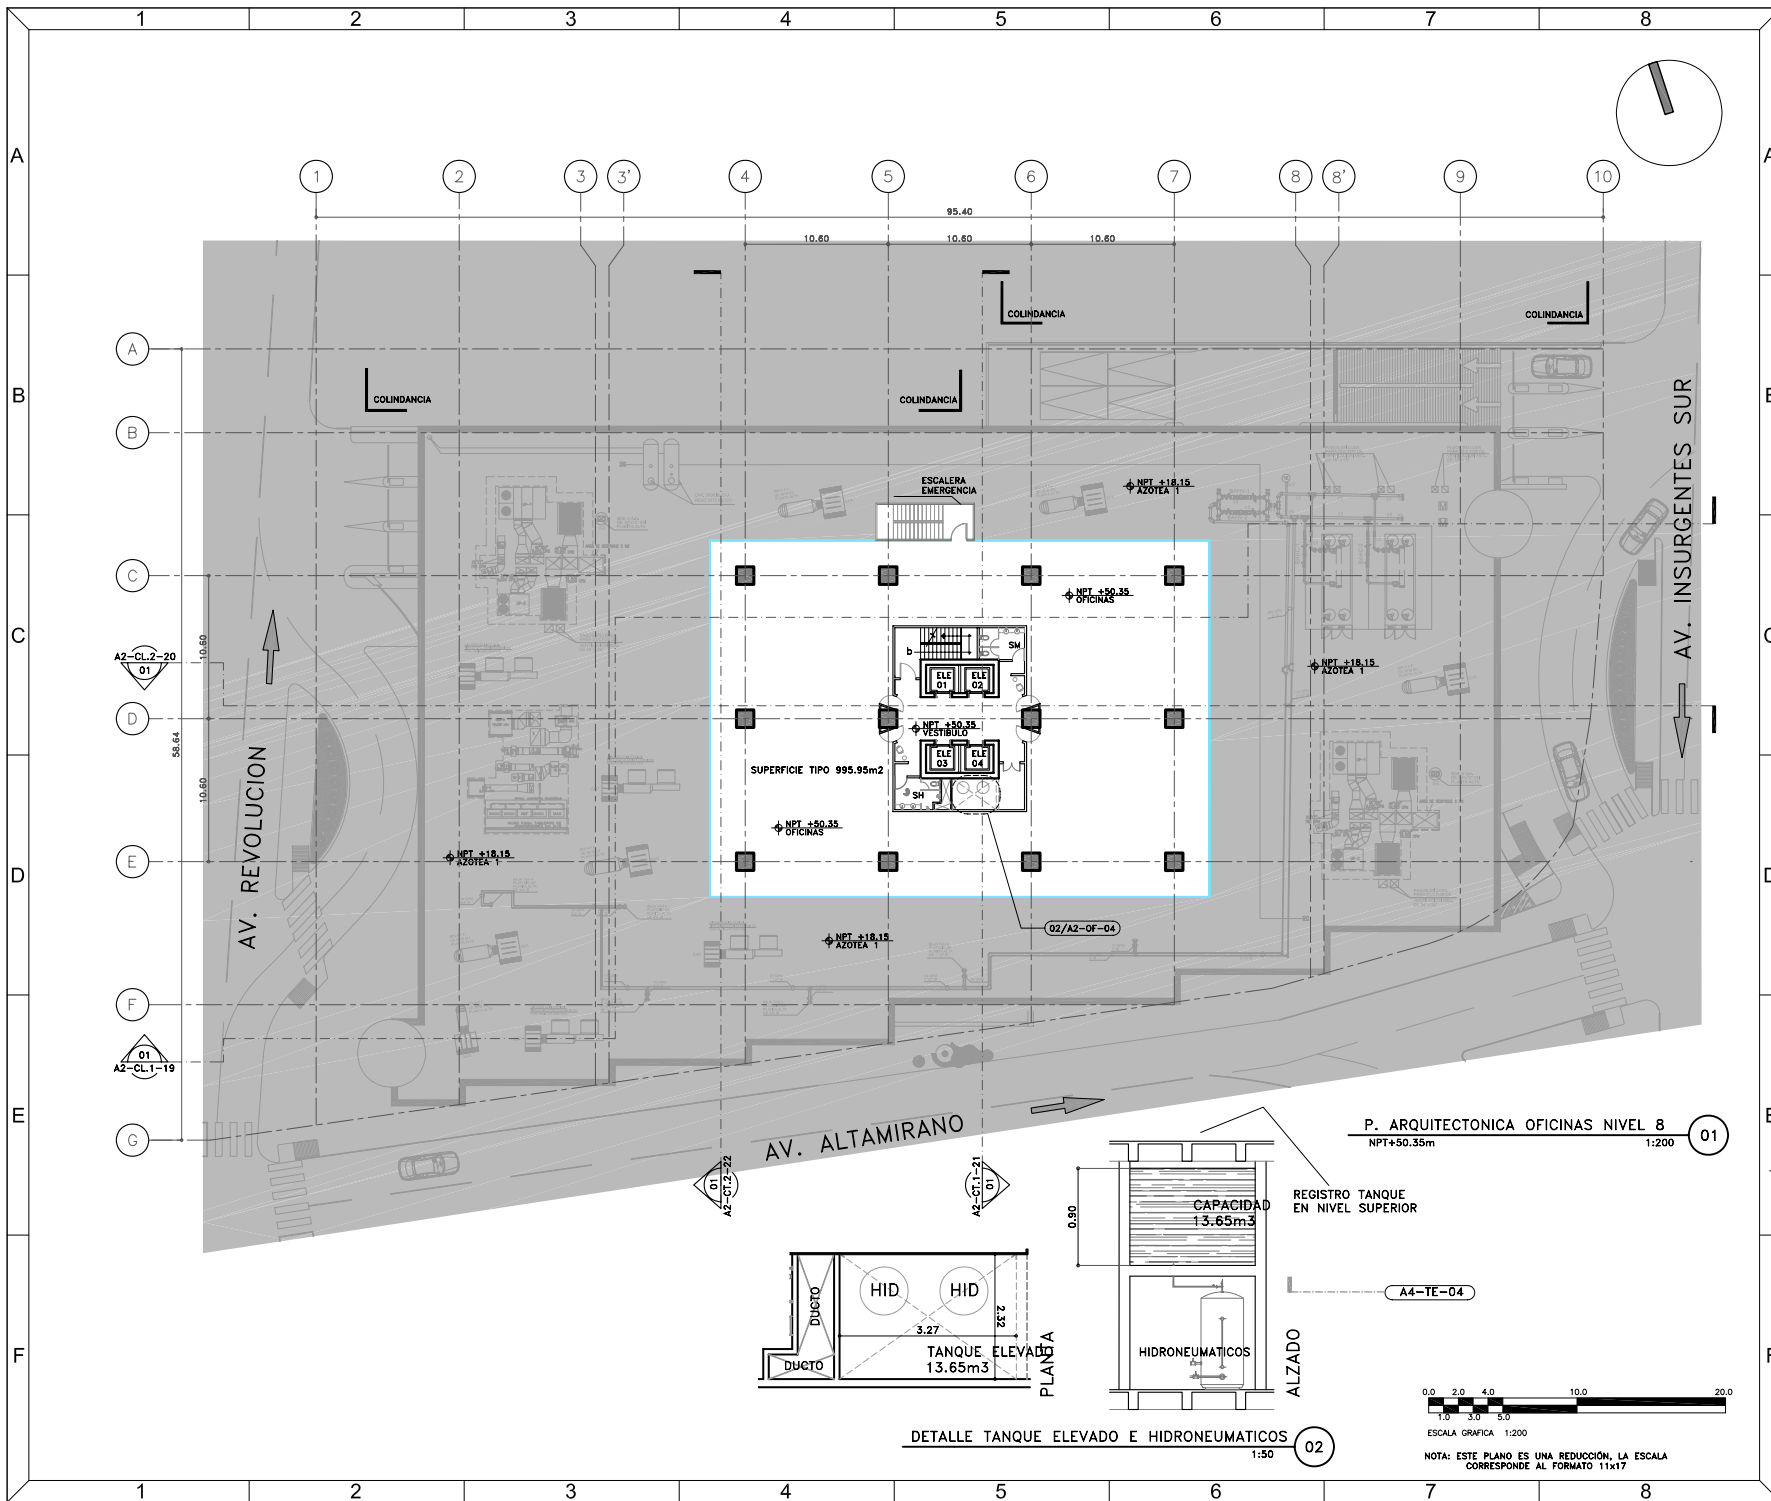 1 2 3 4 5 6 7 8
A
A
1 2 3 3' 4 5 6 7 8 8' 9 10
95.40
10.60 10.60 10.60
COLINDANCIA
COLINDANCIA
A
B
B
COLINDANCIA
COLINDANCIA
B
AV. INSURGENTES SUR
ESCALERA
EMERGENCIA
NPT +18.15
AZOTEA 1
C
NPT +50.35
OFICINAS
C
C
10.60
A2-CL.2-20
01
b
SM
ELE
01
ELE
02
NPT +18.15
AZOTEA 1
D
NPT +50.35
VESTIBULO
58.64
AV. REVOLUCION
ELE
03
ELE
04
SUPERFICIE TIPO 995.95m2
10.60
SH
NPT +50.35
OFICINAS
E
NPT +18.15
AZOTEA 1
D
D
02/A2-OF-04
NPT +18.15
AZOTEA 1
F
01
A2-CL.1-19
E
E
G
AV. ALTAMIRANO
P. ARQUITECTONICA OFICINAS NIVEL 8
NPT+50.35m 1:200
01
01
A2-CT.2-22
A2-CT.1-21
01
REGISTRO TANQUE
EN NIVEL SUPERIOR
CAPACIDAD
13.65m3
0.90
HID HID
DUCTO
2.32
3.27
TANQUE ELEVADO
13.65m3
DUCTO
PLANTA
HIDRONEUMATICOS
ALZADO
A4-TE-04
F
F
DETALLE TANQUE ELEVADO E HIDRONEUMATICOS
1:50
02
0.0 2.0 4.0 10.0 20.0
1.0 3.0 5.0
ESCALA GRAFICA 1:200
NOTA: ESTE PLANO ES UNA REDUCCIÓN, LA ESCALA
CORRESPONDE AL FORMATO 11x17
1 2 3 4 5 6 7 8